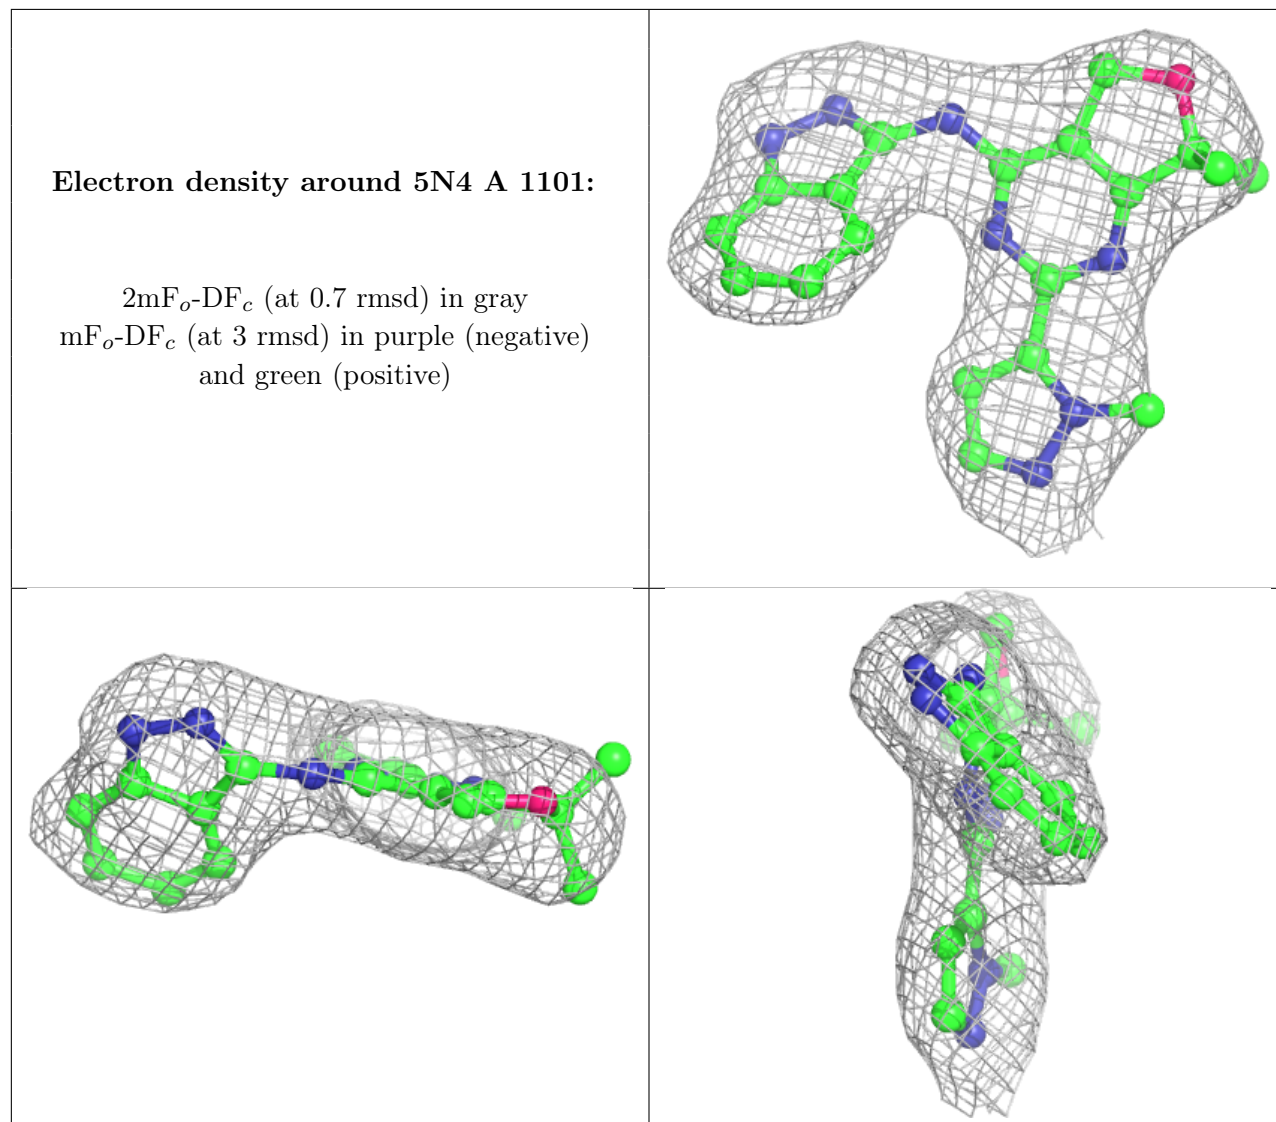 Electron density around 5N4 A 1101:
2mFo-DFc (at 0.7 rmsd) in gray
mFo-DFc (at 3 rmsd) in purple (negative)
and green (positive)